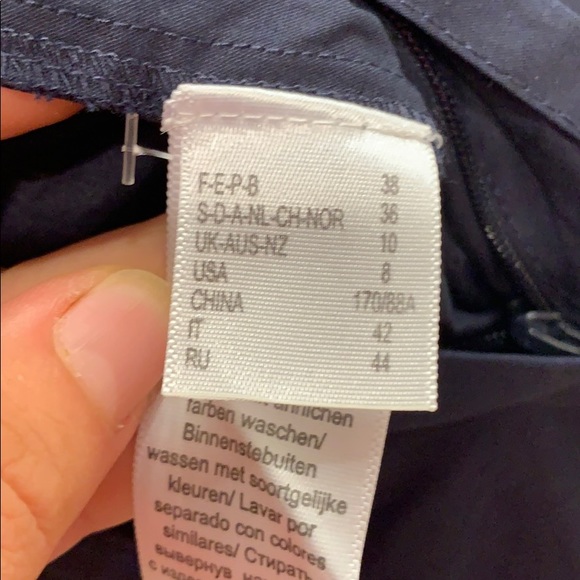 F-E-P-B 38
S-D-A-NL-CH-NOR 36
UK-AUS-NZ 10
USA 8
CHINA 170/88A
IT 42
RU 44
farben waschen/
Binnenstebuiten
wassen met soortgelijke
kleuren/ Lavar por
separado con colores
similares/ Стирать
вывернув